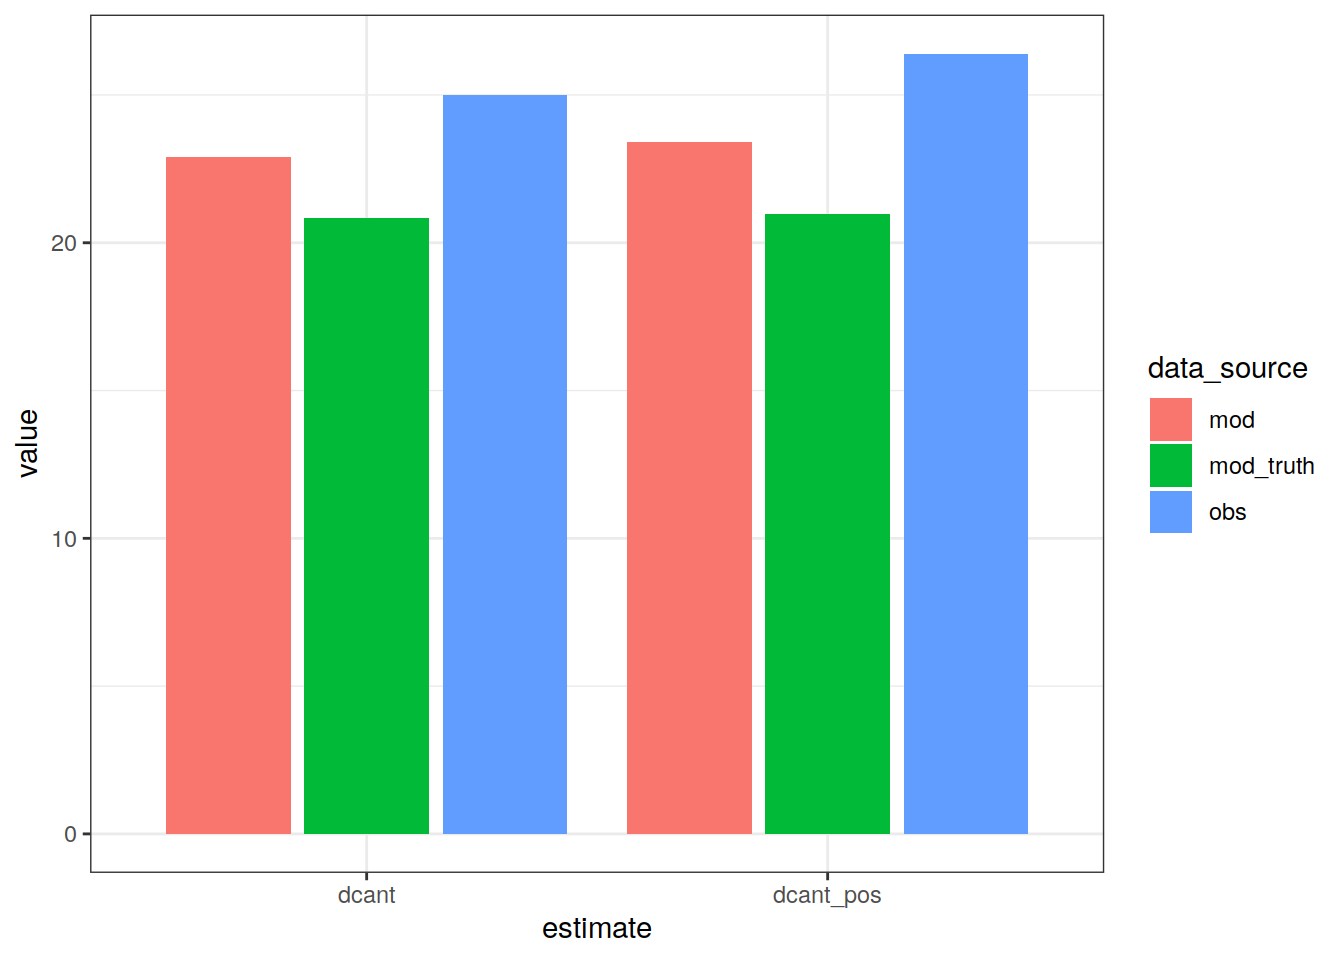 value
20
10
0
dcant
dcant_pos
estimate
data_source
mod
mod_truth
obs